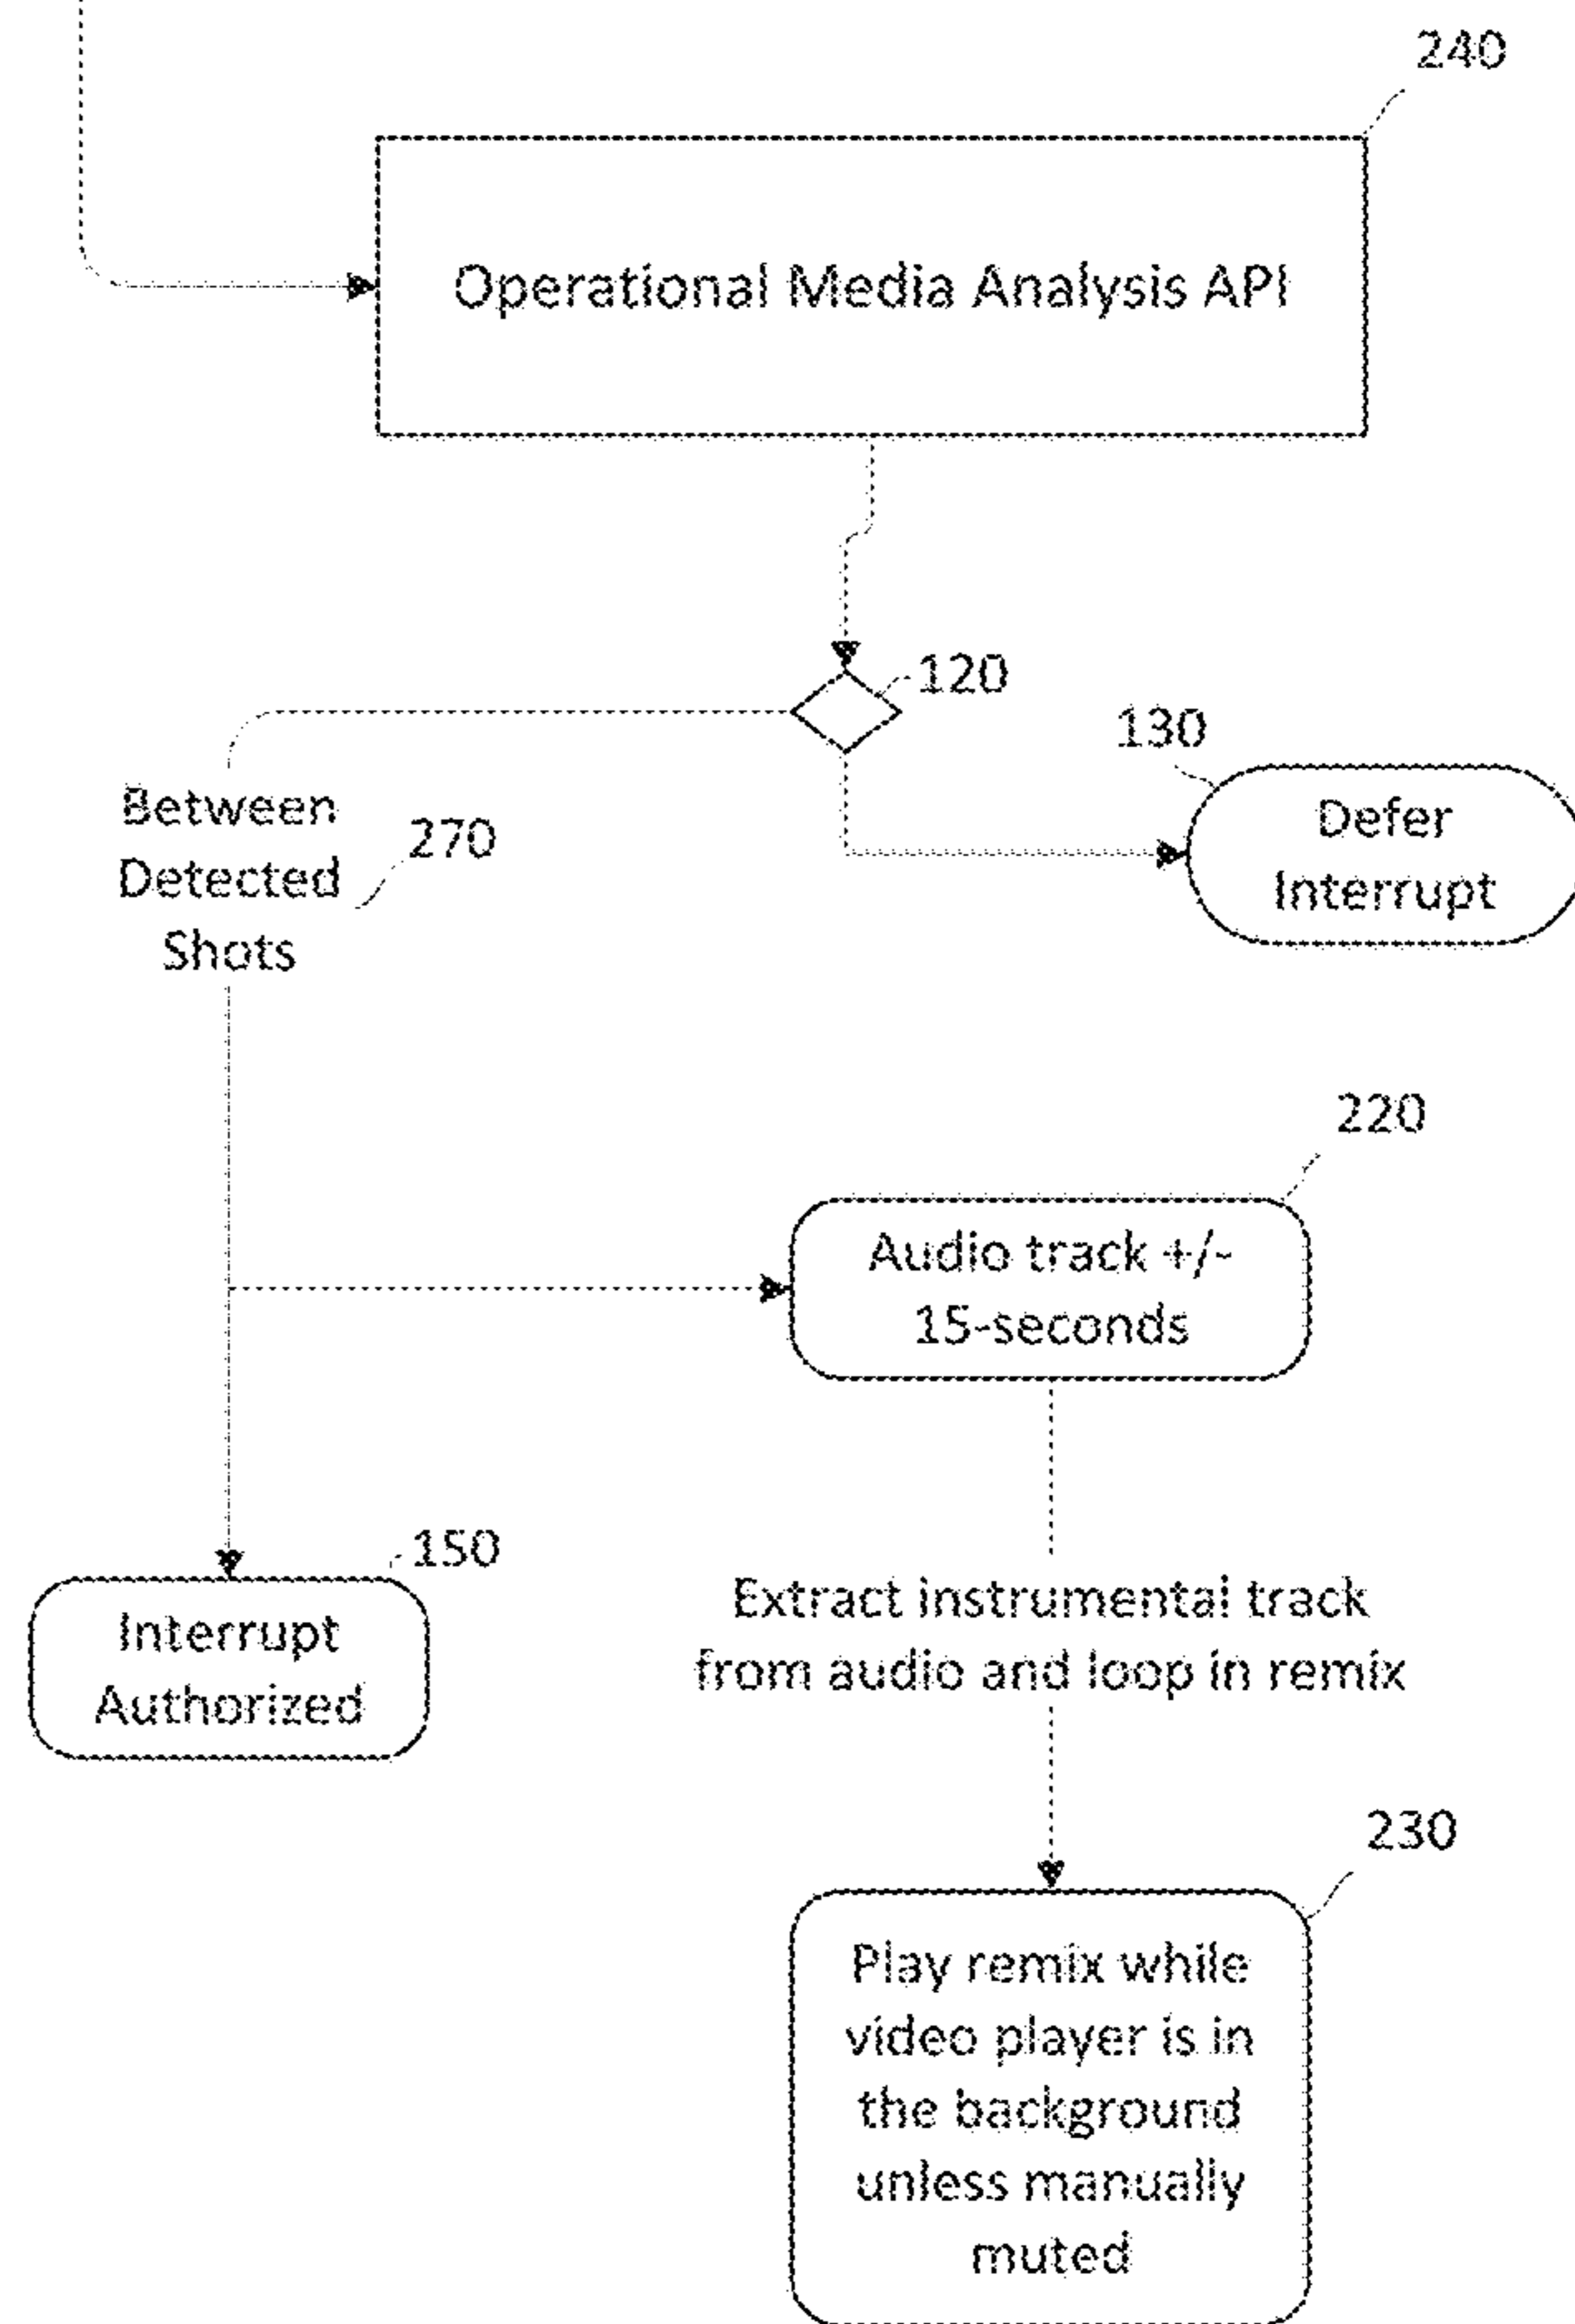 240
Operational Media Analysis API
120
130
Between
Detected
Shots
270
Defer
Interrupt
220
Audio track +/-
15-seconds
150
Interrupt
Authorized
Extract instrumental track
from audio and loop in remix
230
Play remix while
video player is in
the background
unless manually
muted